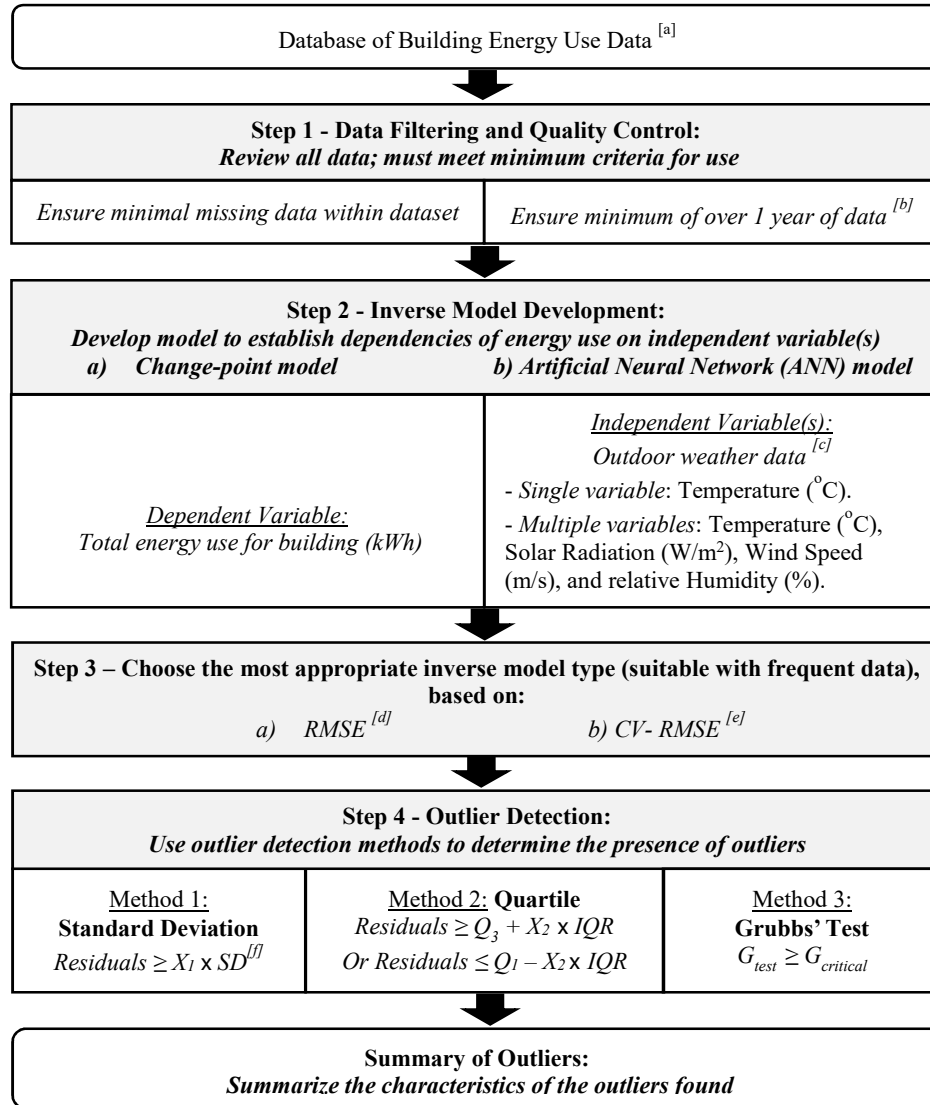 Database of Building Energy Use Data [a]
Step 1 - Data Filtering and Quality Control:
Review all data; must meet minimum criteria for use
Ensure minimal missing data within dataset
Ensure minimum of over 1 year of data [b]
Step 2 - Inverse Model Development:
Develop model to establish dependencies of energy use on independent variable(s)
a) Change-point model b) Artificial Neural Network (ANN) model
Dependent Variable:
Total energy use for building (kWh)
Independent Variable(s):
Outdoor weather data [c]
- Single variable: Temperature (°C).
- Multiple variables: Temperature (°C),
Solar Radiation (W/m²), Wind Speed
(m/s), and relative Humidity (%).
Step 3 – Choose the most appropriate inverse model type (suitable with frequent data),
based on:
a) RMSE [d] b) CV- RMSE [e]
Step 4 - Outlier Detection:
Use outlier detection methods to determine the presence of outliers
Method 1:
Standard Deviation
Residuals ≥ X1 x SD[f]
Method 2: Quartile
Residuals ≥ Q3 + X2 x IQR
Or Residuals ≤ Q1 – X2 x IQR
Method 3:
Grubbs' Test
Gtest ≥ Gcritical
Summary of Outliers:
Summarize the characteristics of the outliers found